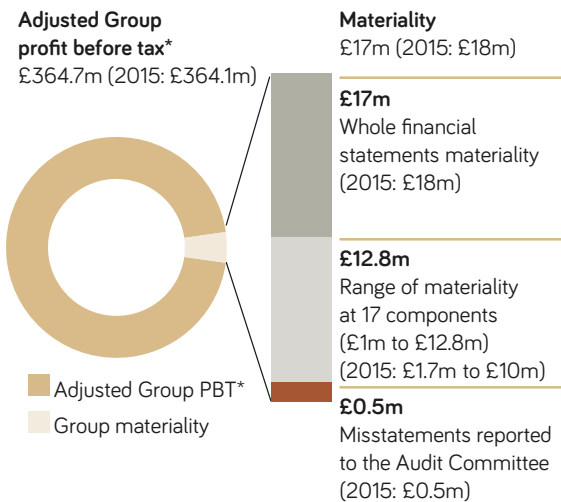 Adjusted Group
profit before tax*
£364.7m (2015: £364.1m)
Materiality
£17m (2015: £18m)
£17m
Whole financial
statements materiality
(2015: £18m)
£12.8m
Range of materiality
at 17 components
(£1m to £12.8m)
(2015: £1.7m to £10m)
£0.5m
Misstatements reported
to the Audit Committee
(2015: £0.5m)
Adjusted Group PBT*
Group materiality